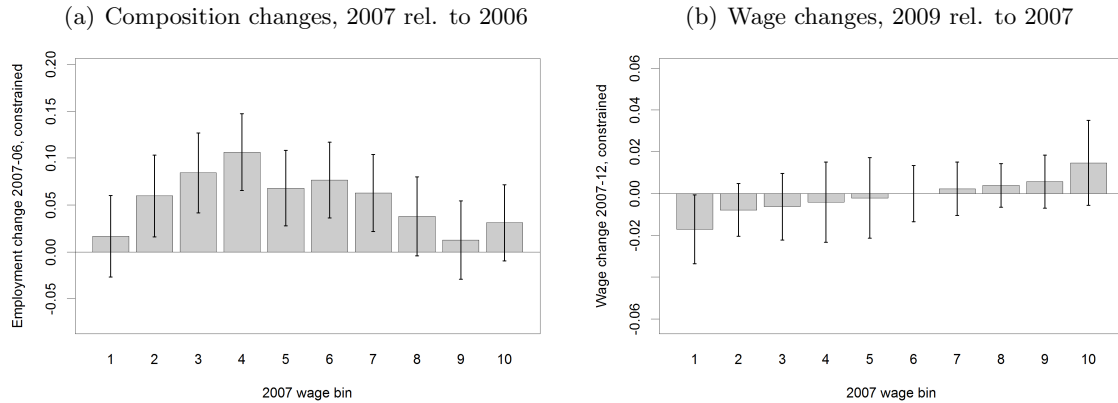 (a) Composition changes, 2007 rel. to 2006
Employment change 2007-06, constrained
0.20
0.15
0.10
0.05
0.00
-0.05
1 2 3 4 5 6 7 8 9 10
2007 wage bin
(b) Wage changes, 2009 rel. to 2007
Wage change 2007-12, constrained
0.06
0.04
0.02
0.00
-0.02
-0.06
1 2 3 4 5 6 7 8 9 10
2007 wage bin